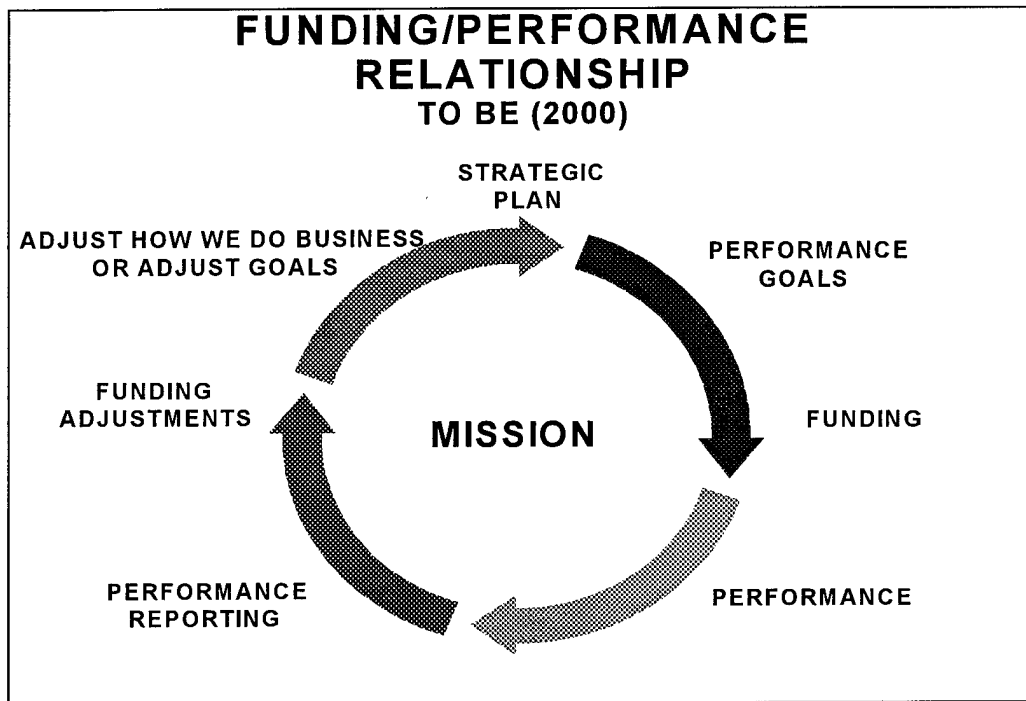 FUNDING/PERFORMANCE
RELATIONSHIP
TO BE (2000)
STRATEGIC
PLAN
PERFORMANCE
GOALS
FUNDING
PERFORMANCE
PERFORMANCE
REPORTING
FUNDING
ADJUSTMENTS
ADJUST HOW WE DO BUSINESS
OR ADJUST GOALS
MISSION